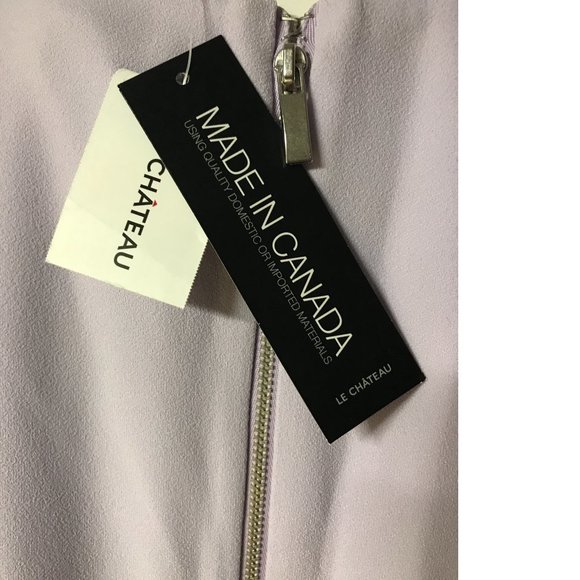 CHÂTEAU
MADE IN CANADA
USING QUALITY DOMESTIC OR IMPORTED MATERIALS
LE CHÂTEAU